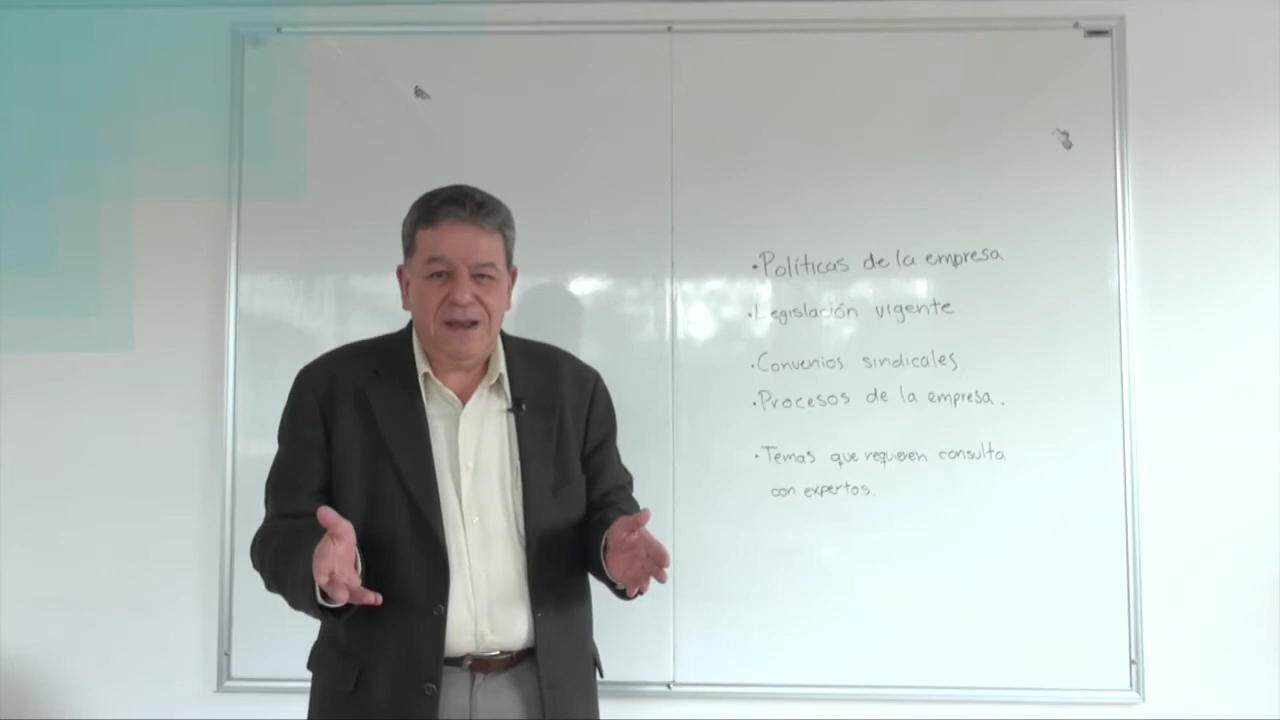 • Políticas de la empresa
• Legislación vigente
• Convenios sindicales
• Procesos de la empresa.
• Temas que requieren consulta
con expertos.